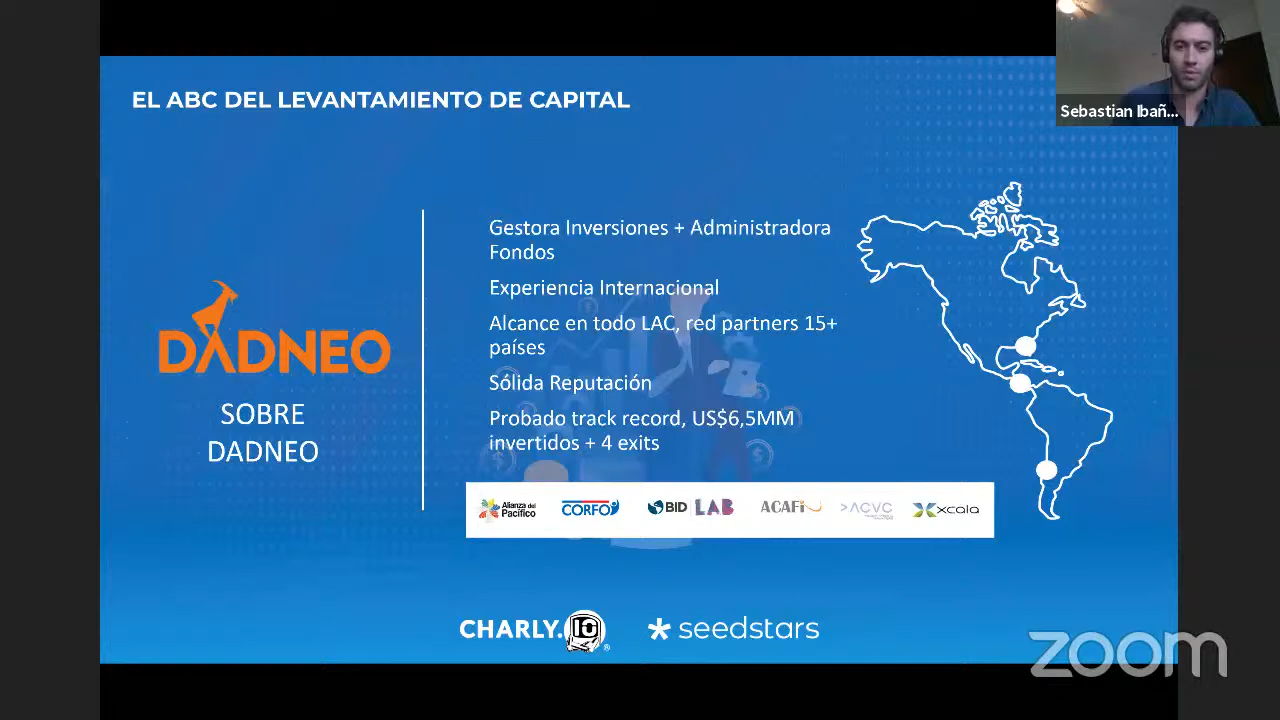 EL ABC DEL LEVANTAMIENTO DE CAPITAL
Sebastian Ibañ...
Gestora Inversiones + Administradora
Fondos
Experiencia Internacional
Alcance en todo LAC, red partners 15+
países
Sólida Reputación
Probado track record, US$6,5MM
invertidos + 4 exits
DADNEO
SOBRE
DADNEO
Alianza del
Pacífico
CORFO
BID LAB
ACAFI
>ACVC
xcala
CHARLY.io
seedstars
zoom